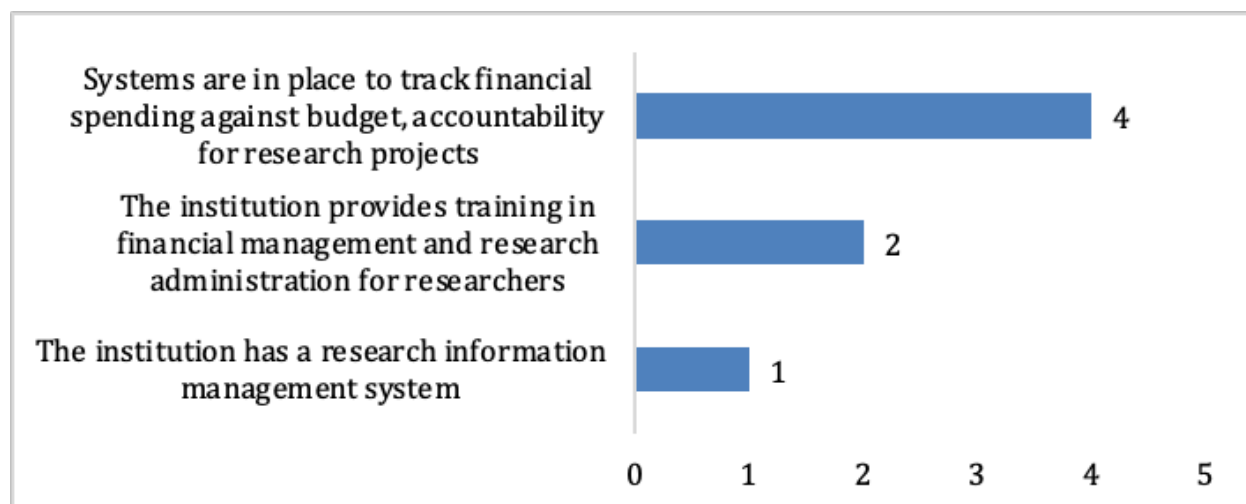 Systems are in place to track financial
spending against budget, accountability
for research projects
4
The institution provides training in
financial management and research
administration for researchers
2
The institution has a research information
management system
1
0 1 2 3 4 5